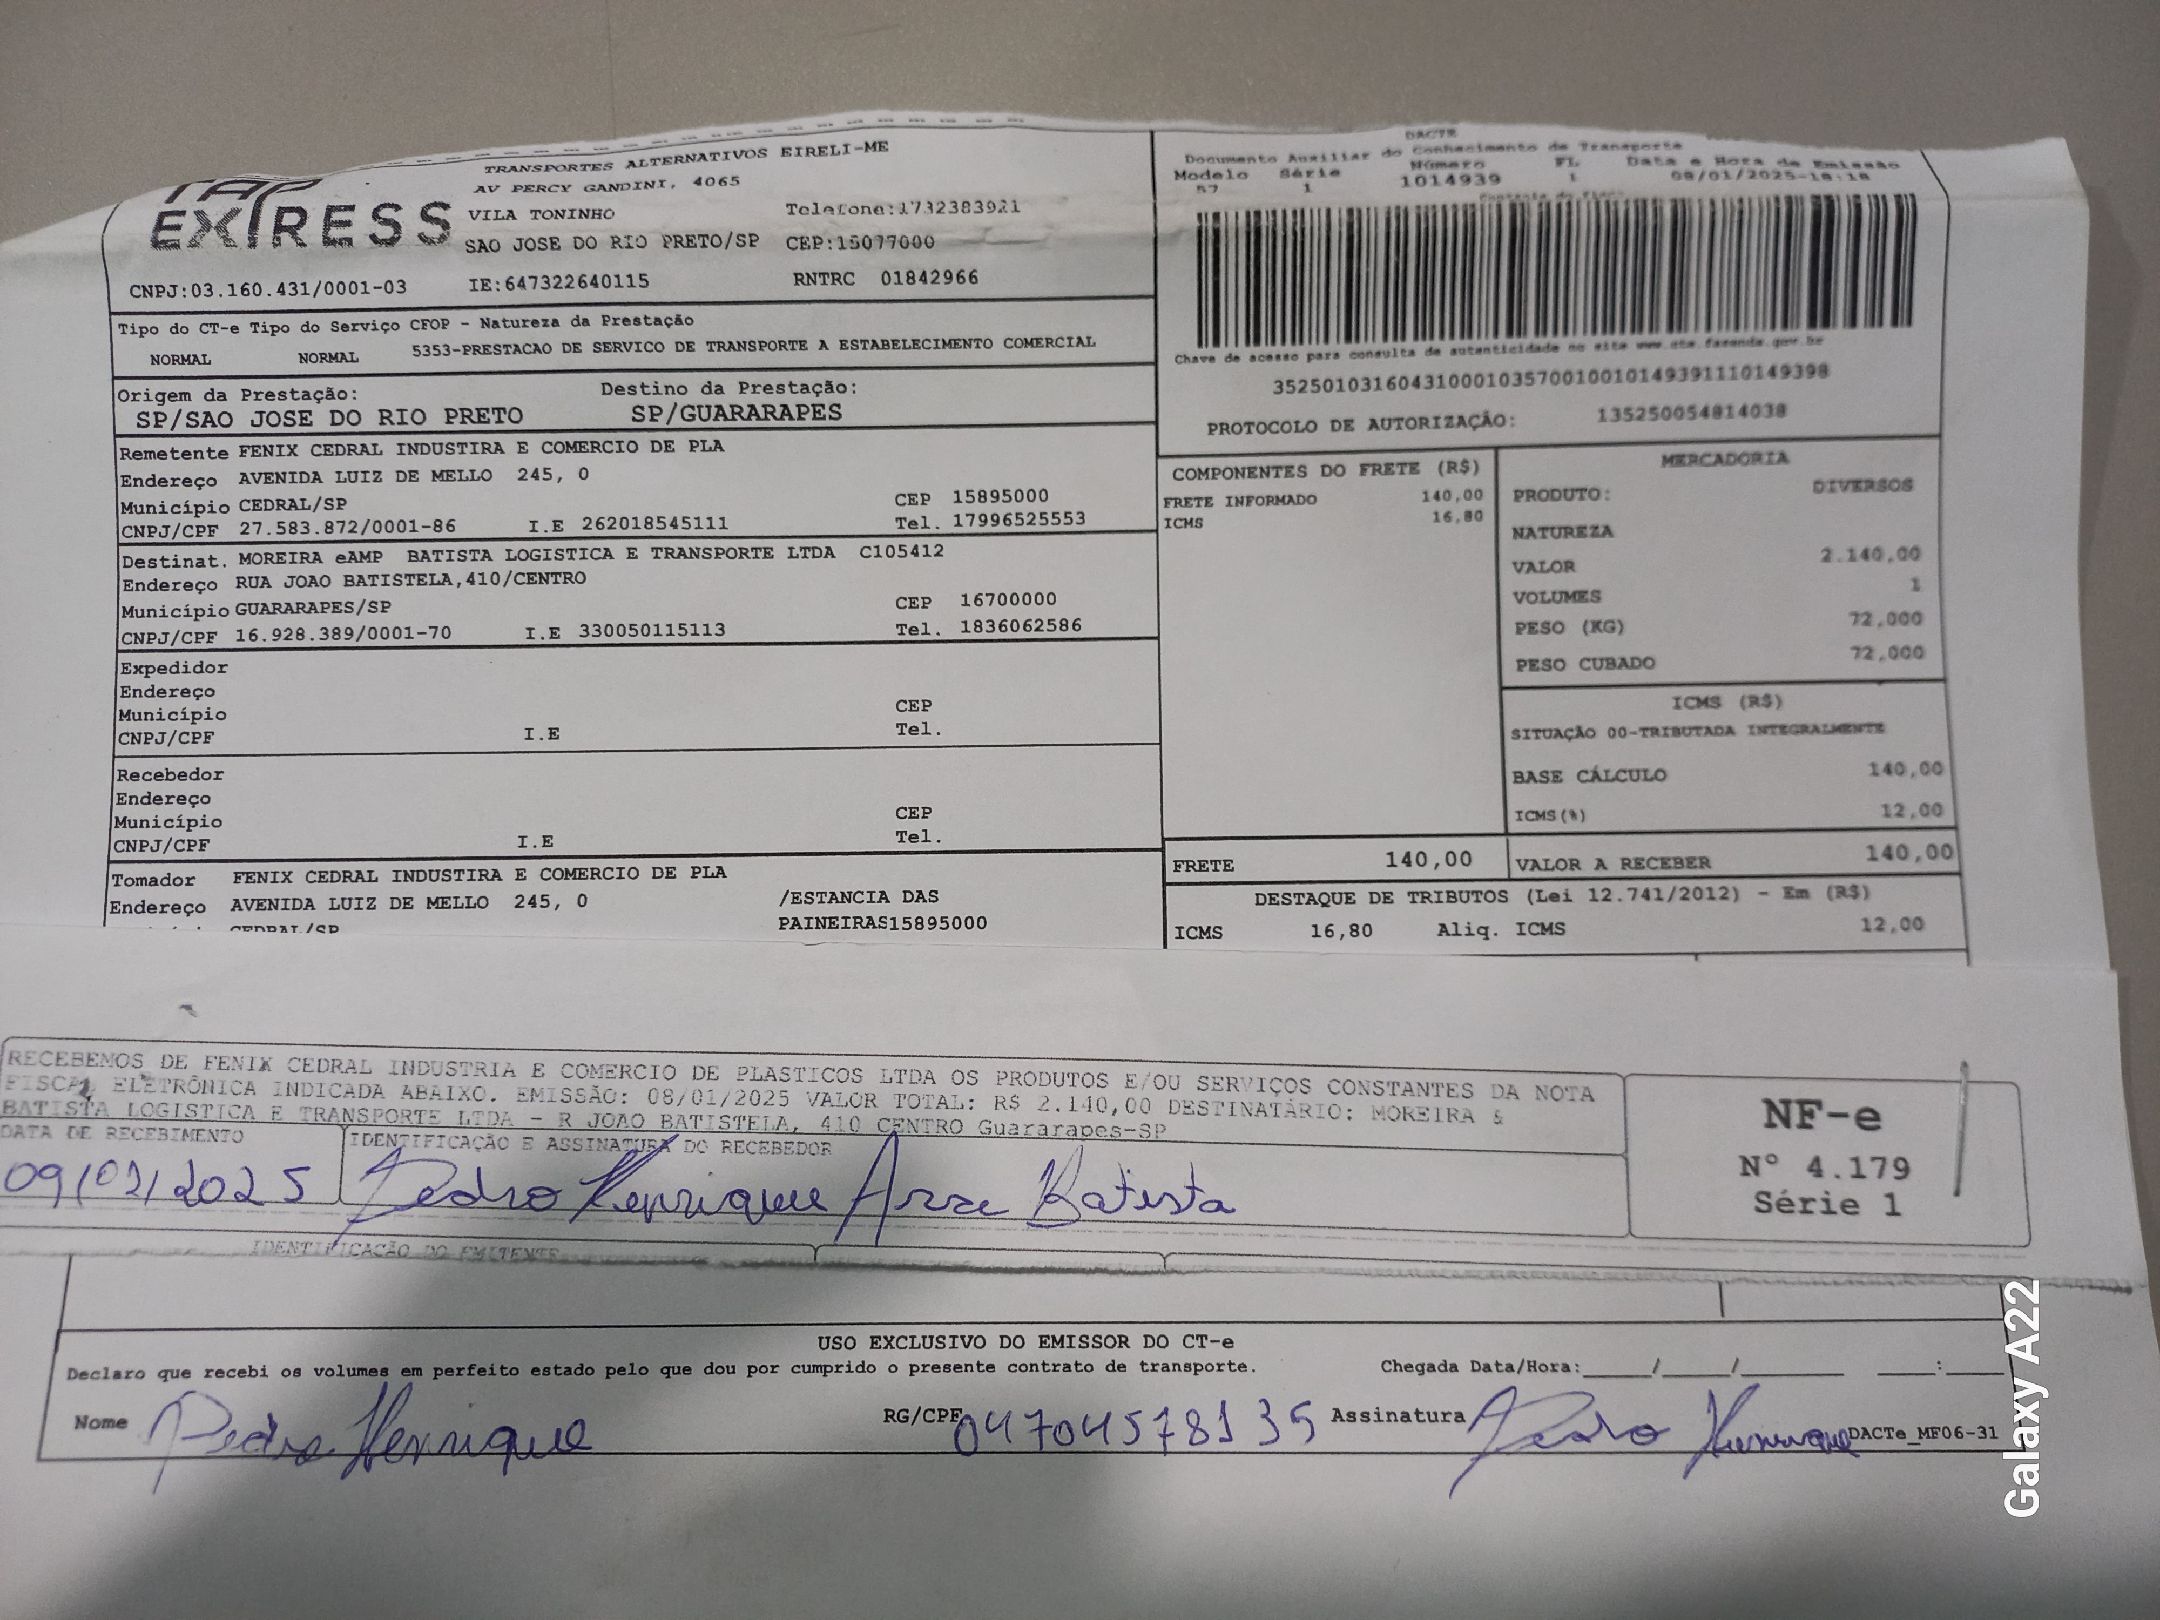 TRANSPORTES ALTERNATIVOS EIRELI-ME
AV PERCY GANDINI, 4065
EXPRESS
VILA TONINHO
Telefone:1732383921
SAO JOSE DO RIO PRETO/SP CEP:15077000
CNPJ:03.160.431/0001-03 IE:647322640115 RNTRC 01842966
DACTE
Documento Auxiliar do Conhecimento de Transporte
Modelo Série Número FL Data e Hora de Emissão
57 1 1014939 1 08/01/2025-18:18
Controle do Fisco
Chave de acesso para consulta de autenticidade no site www.cte.fazenda.gov.br
35250103160431000103570010010149391110149398
PROTOCOLO DE AUTORIZAÇÃO: 135250054814038
Tipo do CT-e Tipo do Serviço CFOP - Natureza da Prestação
NORMAL NORMAL 5353-PRESTACAO DE SERVICO DE TRANSPORTE A ESTABELECIMENTO COMERCIAL
Origem da Prestação: Destino da Prestação:
SP/SAO JOSE DO RIO PRETO SP/GUARARAPES
Remetente FENIX CEDRAL INDUSTIRA E COMERCIO DE PLA
Endereço AVENIDA LUIZ DE MELLO 245, 0
Município CEDRAL/SP CEP 15895000
CNPJ/CPF 27.583.872/0001-86 I.E 262018545111 Tel. 17996525553
Destinat. MOREIRA eAMP BATISTA LOGISTICA E TRANSPORTE LTDA C105412
Endereço RUA JOAO BATISTELA,410/CENTRO
Município GUARARAPES/SP CEP 16700000
CNPJ/CPF 16.928.389/0001-70 I.E 330050115113 Tel. 1836062586
Expedidor
Endereço
Município CEP
CNPJ/CPF I.E Tel.
Recebedor
Endereço
Município CEP
CNPJ/CPF I.E Tel.
Tomador FENIX CEDRAL INDUSTIRA E COMERCIO DE PLA
Endereço AVENIDA LUIZ DE MELLO 245, 0 /ESTANCIA DAS
CEDRAL/SP PAINEIRAS15895000
COMPONENTES DO FRETE (R$)
FRETE INFORMADO 140,00
ICMS 16,80
MERCADORIA
PRODUTO: DIVERSOS
NATUREZA
VALOR 2.140,00
VOLUMES 1
PESO (KG) 72,000
PESO CUBADO 72,000
ICMS (R$)
SITUAÇÃO 00-TRIBUTADA INTEGRALMENTE
BASE CÁLCULO 140,00
ICMS(%) 12,00
FRETE 140,00 VALOR A RECEBER 140,00
DESTAQUE DE TRIBUTOS (Lei 12.741/2012) - Em (R$)
ICMS 16,80 Aliq. ICMS 12,00
RECEBEMOS DE FENIX CEDRAL INDUSTRIA E COMERCIO DE PLASTICOS LTDA OS PRODUTOS E/OU SERVIÇOS CONSTANTES DA NOTA
FISCAL ELETRÔNICA INDICADA ABAIXO. EMISSÃO: 08/01/2025 VALOR TOTAL: R$ 2.140,00 DESTINATÁRIO: MOREIRA &
BATISTA LOGISTICA E TRANSPORTE LTDA - R JOAO BATISTELA, 410 CENTRO Guararapes-SP
DATA DE RECEBIMENTO IDENTIFICAÇÃO E ASSINATURA DO RECEBEDOR
09/01/2025 Pedro Henrique Batista
NF-e
Nº 4.179
Série 1
IDENTIFICAÇÃO DO EMITENTE
USO EXCLUSIVO DO EMISSOR DO CT-e
Declaro que recebi os volumes em perfeito estado pelo que dou por cumprido o presente contrato de transporte. Chegada Data/Hora:_____/_____/_______ ____:____
Nome Pedro Henrique RG/CPF 04704578135 Assinatura Pedro Henrique DACTe_MF06-31
Galaxy A22